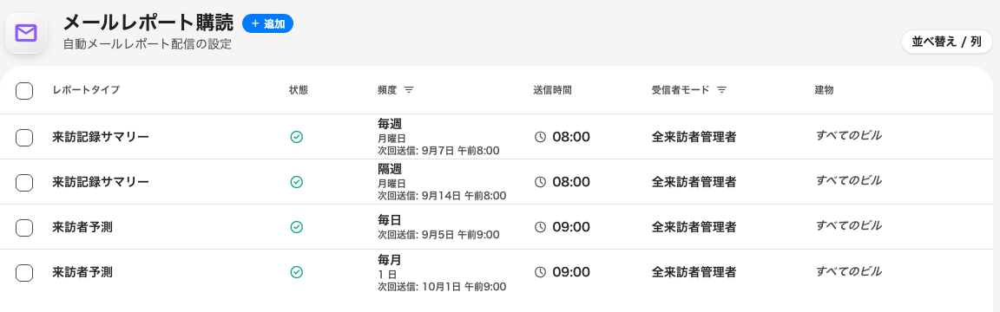 メールレポート購読
+ 追加
自動メールレポート配信の設定
並べ替え / 列
レポートタイプ 状態 頻度 送信時間 受信者モード 建物
来訪記録サマリー 毎週 08:00 全来訪者管理者 すべてのビル
月曜日
次回送信: 9月7日 午前8:00
来訪記録サマリー 隔週 08:00 全来訪者管理者 すべてのビル
月曜日
次回送信: 9月14日 午前8:00
来訪者予測 毎日 09:00 全来訪者管理者 すべてのビル
次回送信: 9月5日 午前9:00
来訪者予測 毎月 09:00 全来訪者管理者 すべてのビル
1 日
次回送信: 10月1日 午前9:00